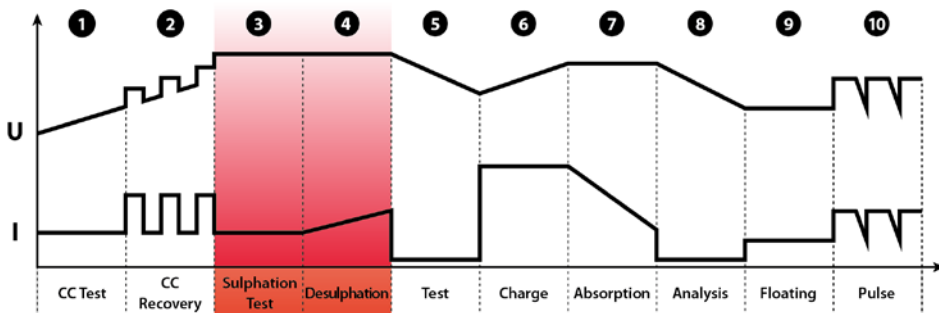 1 2 3 4 5 6 7 8 9 10
U
I
CC Test
CC
Recovery
Sulphation
Test
Desulphation
Test
Charge
Absorption
Analysis
Floating
Pulse